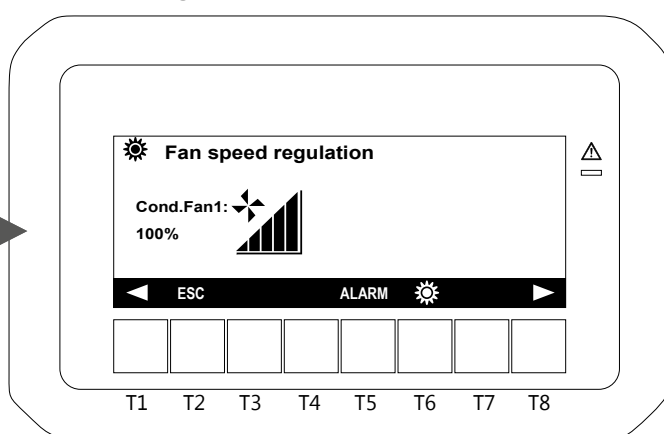 Fan speed regulation
Cond.Fan1:
100%
ESC ALARM
T1 T2 T3 T4 T5 T6 T7 T8